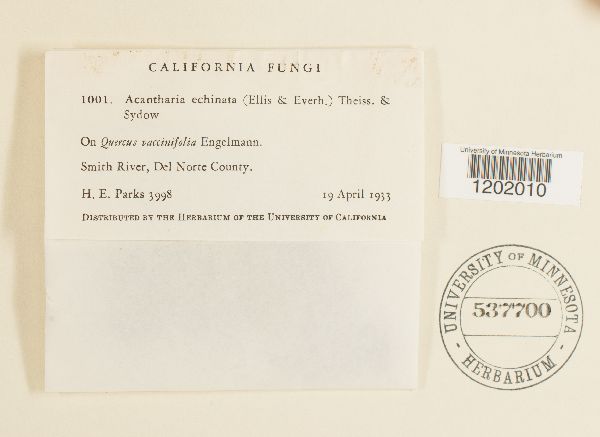 CALIFORNIA FUNGI
1001. Acantharia echinata (Ellis & Everh.) Theiss. &
Sydow
On Quercus vaccinifolia Engelmann.
Smith River, Del Norte County.
H. E. Parks 3998 19 April 1933
DISTRIBUTED BY THE HERBARIUM OF THE UNIVERSITY OF CALIFORNIA
University of Minnesota Herbarium
1202010
UNIVERSITY OF MINNESOTA
537700
- HERBARIUM -